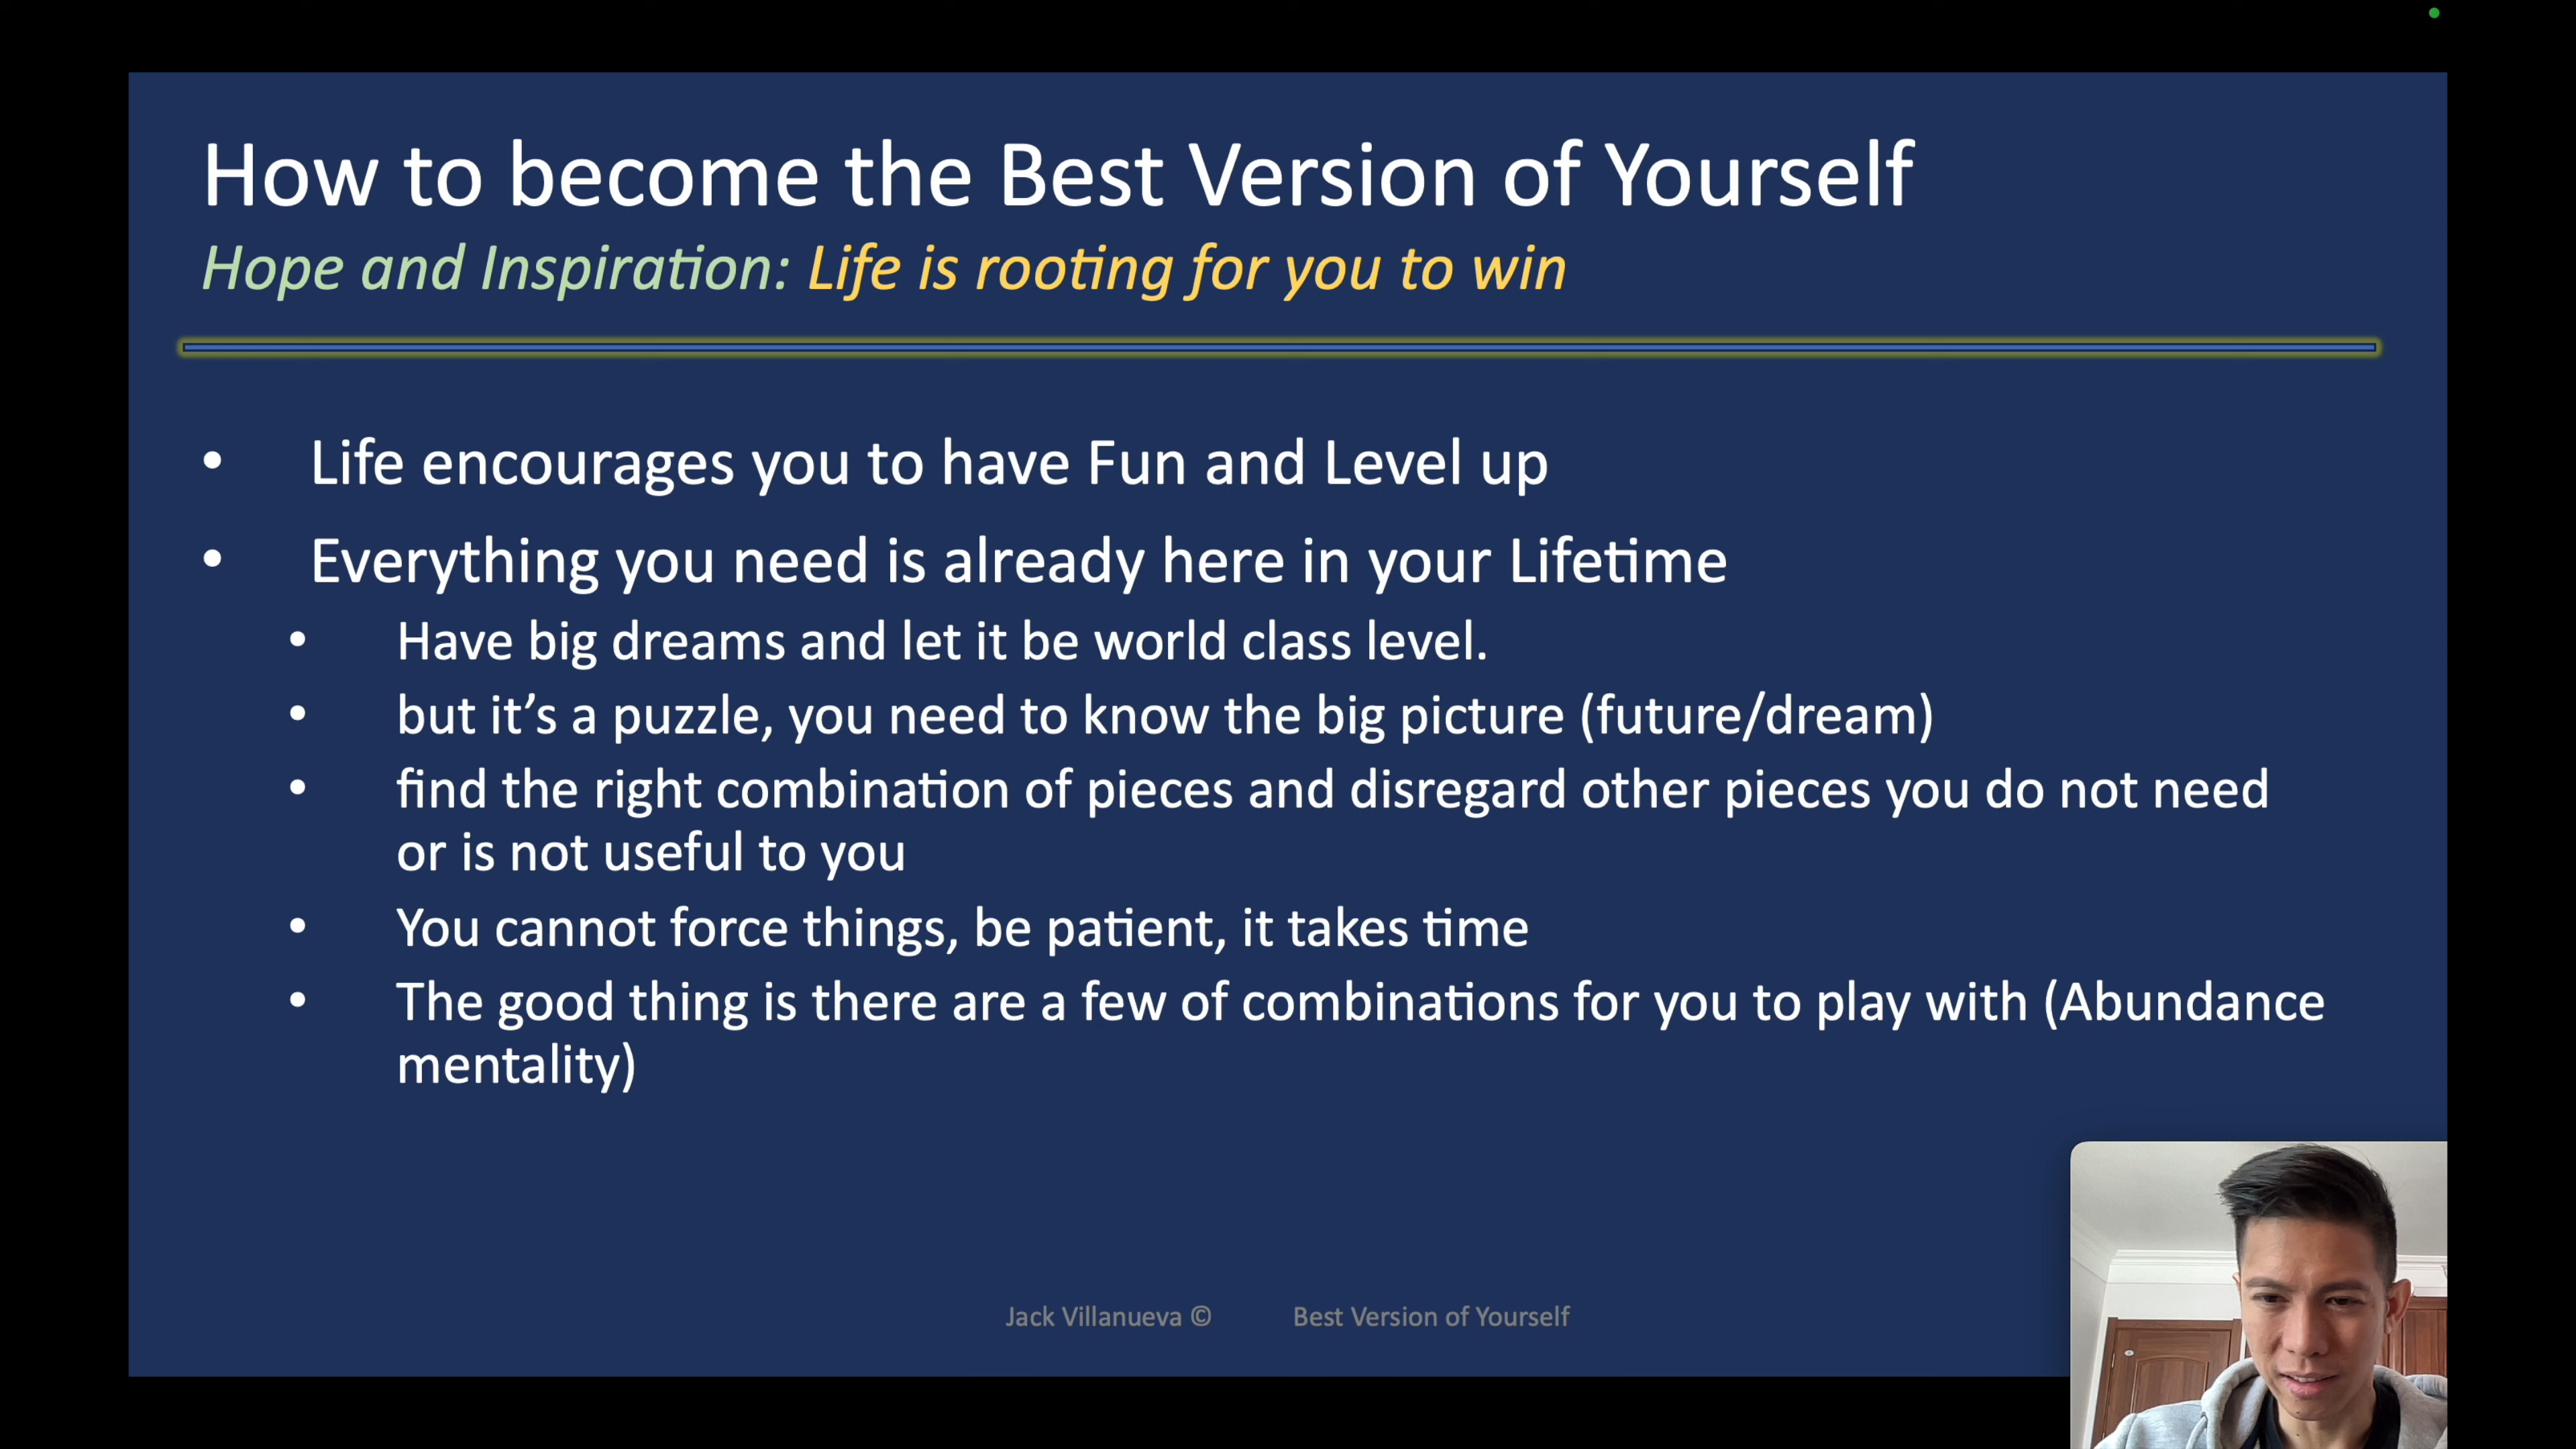 How to become the Best Version of Yourself
Hope and Inspiration: Life is rooting for you to win
• Life encourages you to have Fun and Level up
• Everything you need is already here in your Lifetime
• Have big dreams and let it be world class level.
• but it’s a puzzle, you need to know the big picture (future/dream)
• find the right combination of pieces and disregard other pieces you do not need
or is not useful to you
• You cannot force things, be patient, it takes time
• The good thing is there are a few of combinations for you to play with (Abundance
mentality)
Jack Villanueva © Best Version of Yourself